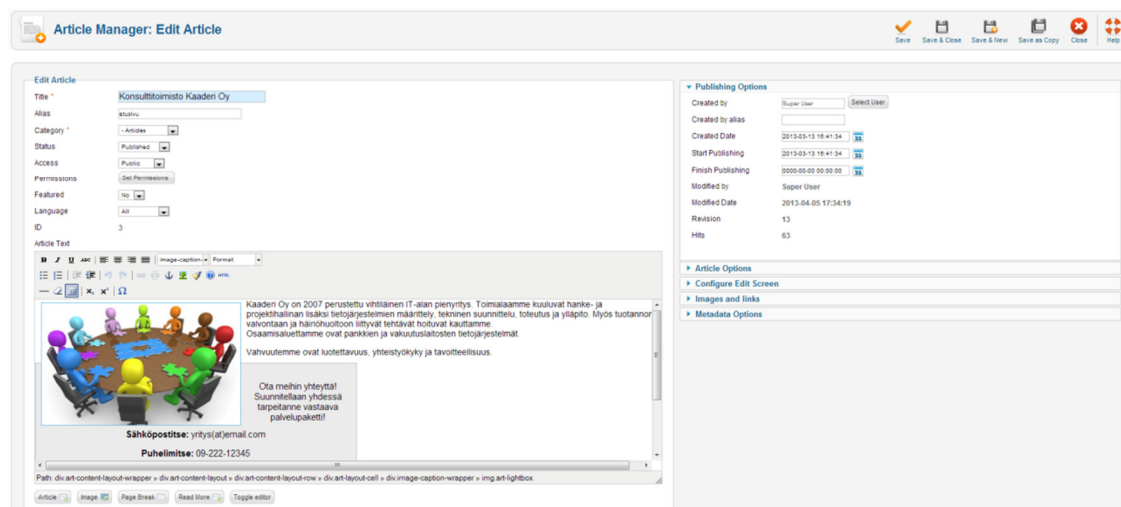 Article Manager: Edit Article
Save
Save & Close
Save & New
Save as Copy
Close
Help
Edit Article
Title *
Konsulttitoimisto Kaaderi Oy
Alias
etusivu
Category *
- Articles
Status
Published
Access
Public
Permissions
Set Permissions
Featured
No
Language
All
ID
3
Article Text
B I U ABC
image-caption-
Format
HTML
Kaaderi Oy on 2007 perustettu vihtiläinen IT-alan pienyritys. Toimialaamme kuuluvat hanke- ja
projektihallinan lisäksi tietojärjestelmien määrittely, tekninen suunnittelu, toteutus ja ylläpito. Myös tuotannon
valvontaan ja häiriöhuoltoon liittyvät tehtävät hoituvat kauttamme.
Osaamisaluettamme ovat pankkien ja vakuutuslaitosten tietojärjestelmät.
Vahvuutemme ovat luotettavuus, yhteistyökyky ja tavoitteellisuus.
Ota meihin yhteyttä!
Suunnitellaan yhdessä
tarpeitanne vastaava
palvelupaketti!
Sähköpostitse: yritys(at)email.com
Puhelimitse: 09-222-12345
Path: div.art-content-layout-wrapper » div.art-content-layout » div.art-content-layout-row » div.art-layout-cell » div.image-caption-wrapper » img.art-lightbox
Article
Image
Page Break
Read More
Toggle editor
Publishing Options
Created by
Super User
Select User
Created by alias
Created Date
2013-03-13 16:41:34
Start Publishing
2013-03-13 16:41:34
Finish Publishing
0000-00-00 00:00:00
Modified by
Super User
Modified Date
2013-04-05 17:34:19
Revision
13
Hits
63
Article Options
Configure Edit Screen
Images and links
Metadata Options